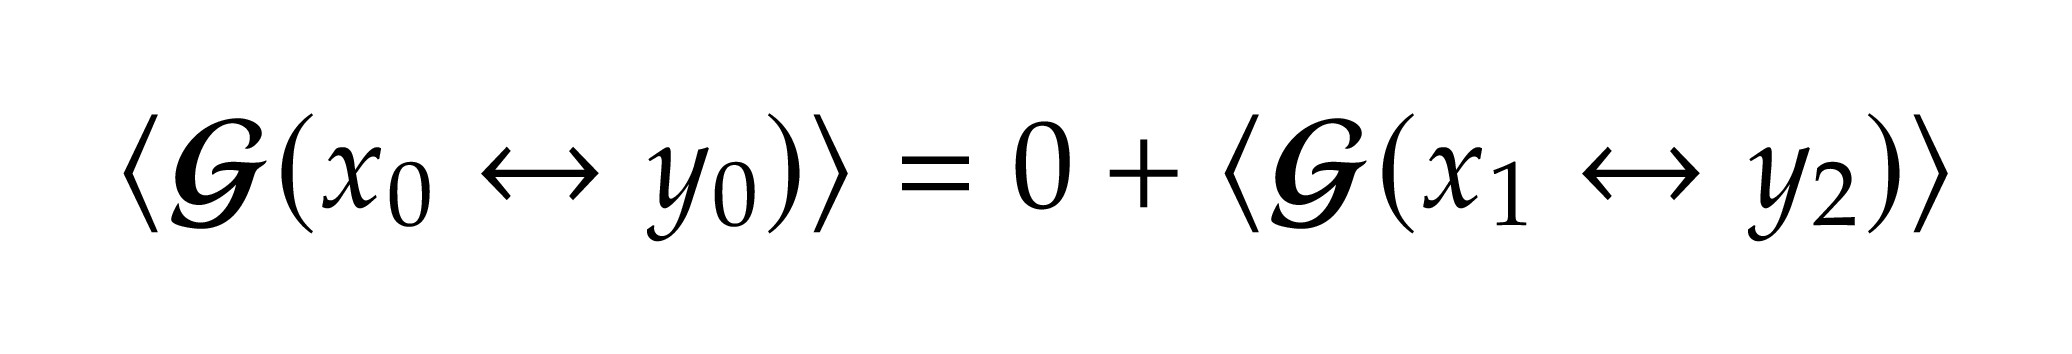 ⟨𝓖(x₀ ↔ y₀)⟩ = 0 + ⟨𝓖(x₁ ↔ y₂)⟩